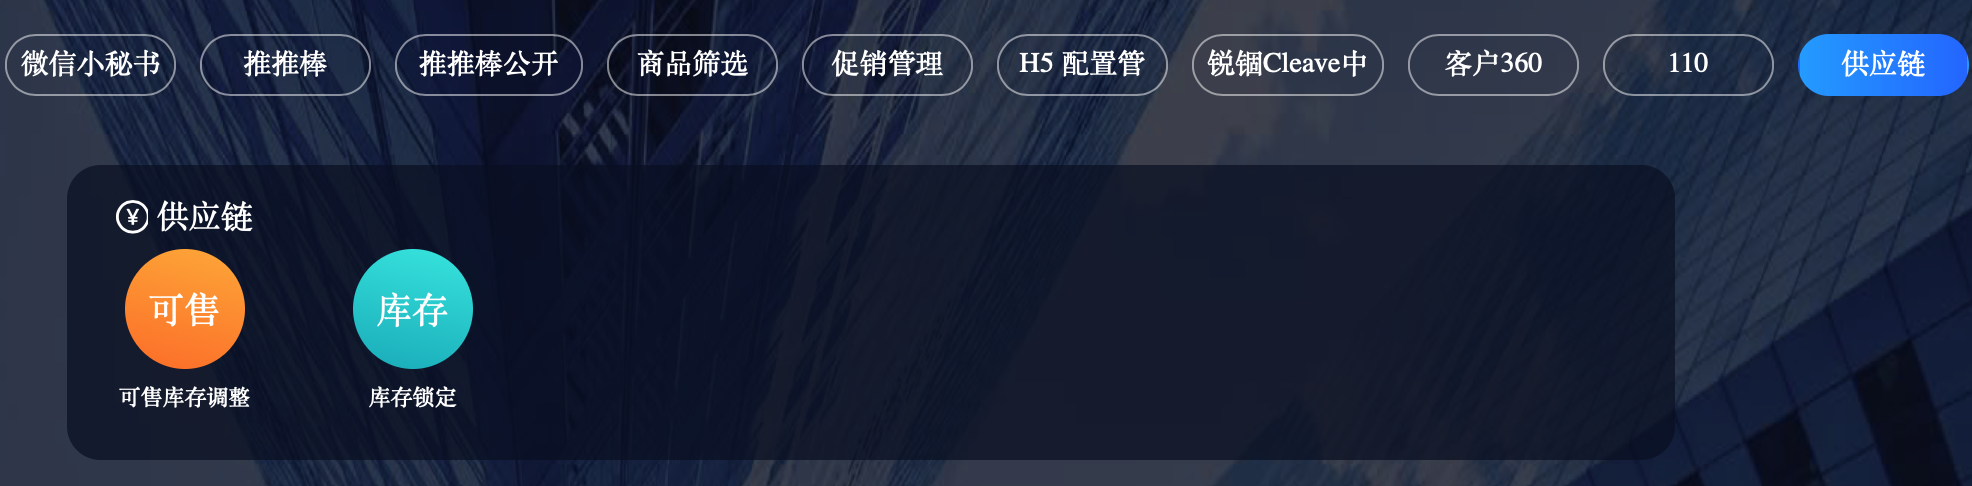 微信小秘书
推推棒
推推棒公开
商品筛选
促销管理
H5 配置管
锐锢Cleave中
客户360
110
供应链
¥ 供应链
可售
库存
可售库存调整
库存锁定